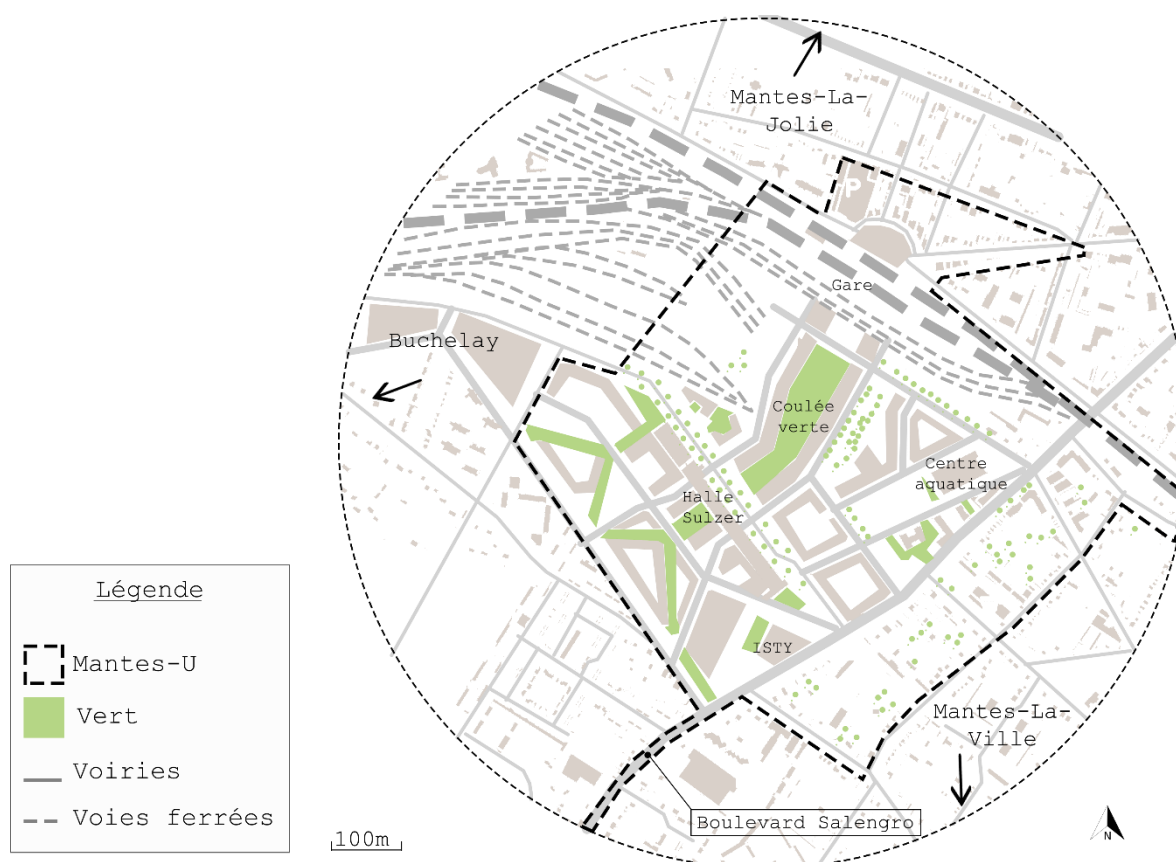 Mantes-La-
Jolie
P
Gare
Buchelay
Coulée
verte
Centre
aquatique
Halle
Sulzer
ISTY
Mantes-La-
Ville
Boulevard Salengro
Légende
Mantes-U
Vert
Voiries
Voies ferrées
100m
N